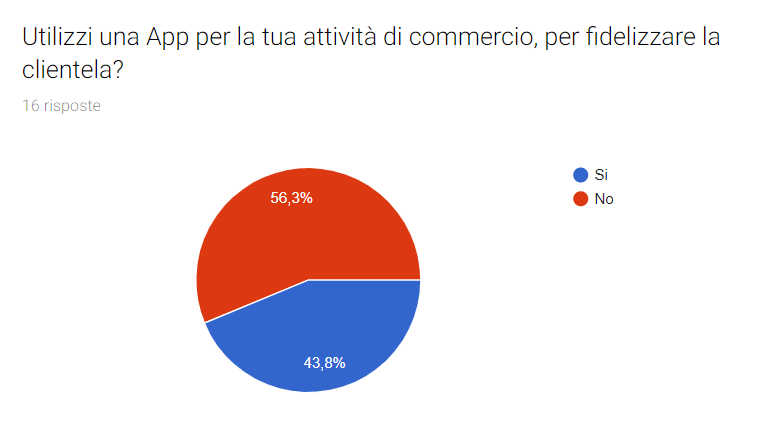 Utilizzi una App per la tua attività di commercio, per fidelizzare la
clientela?
16 risposte
Si
No
56,3%
43,8%